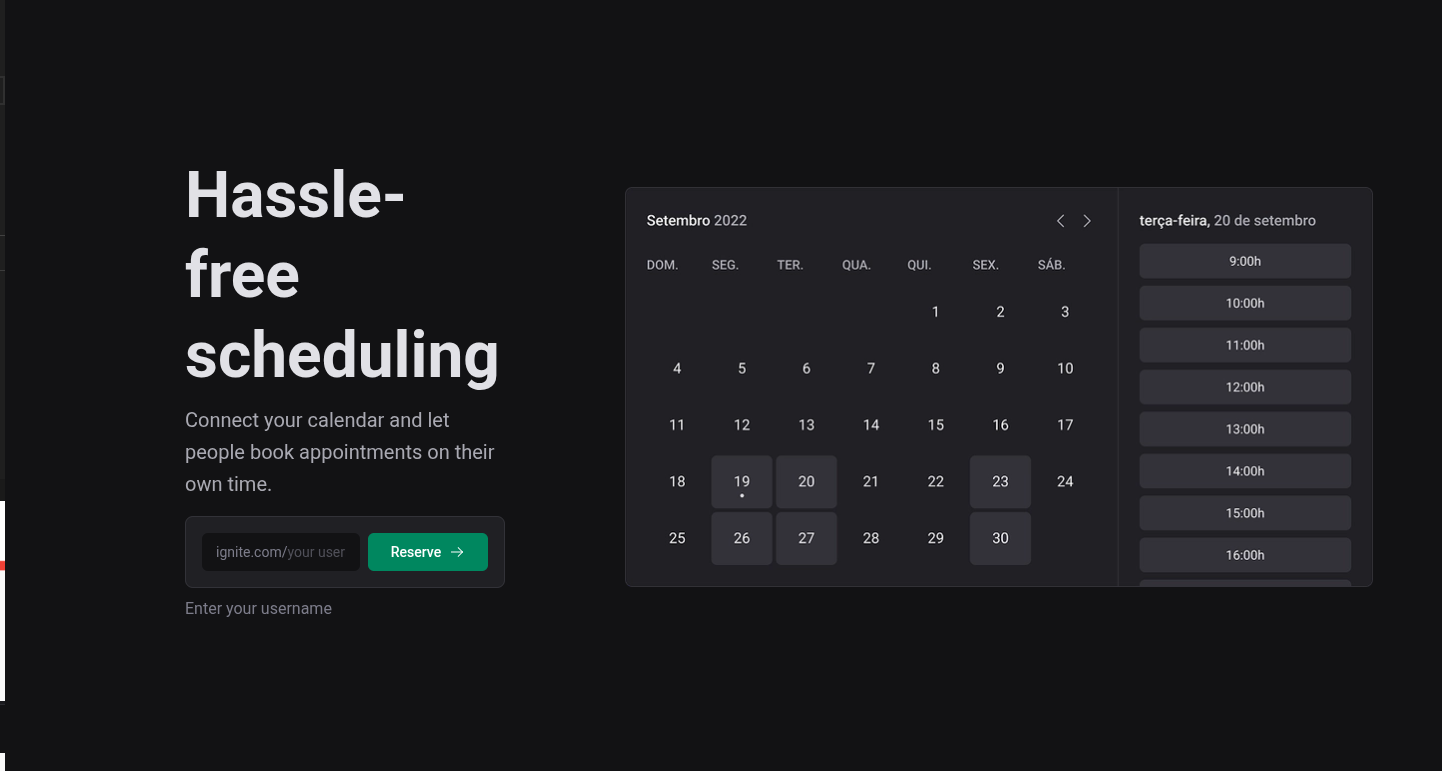 Hassle-
free
scheduling
Connect your calendar and let
people book appointments on their
own time.
ignite.com/your user
Reserve
Enter your username
Setembro 2022
DOM. SEG. TER. QUA. QUI. SEX. SÁB.
1 2 3
4 5 6 7 8 9 10
11 12 13 14 15 16 17
18 19 20 21 22 23 24
25 26 27 28 29 30
terça-feira, 20 de setembro
9:00h
10:00h
11:00h
12:00h
13:00h
14:00h
15:00h
16:00h